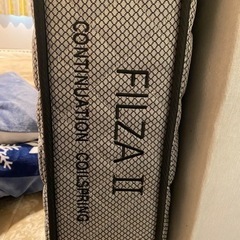 FILZA II
CONTINUATION COILSPRING